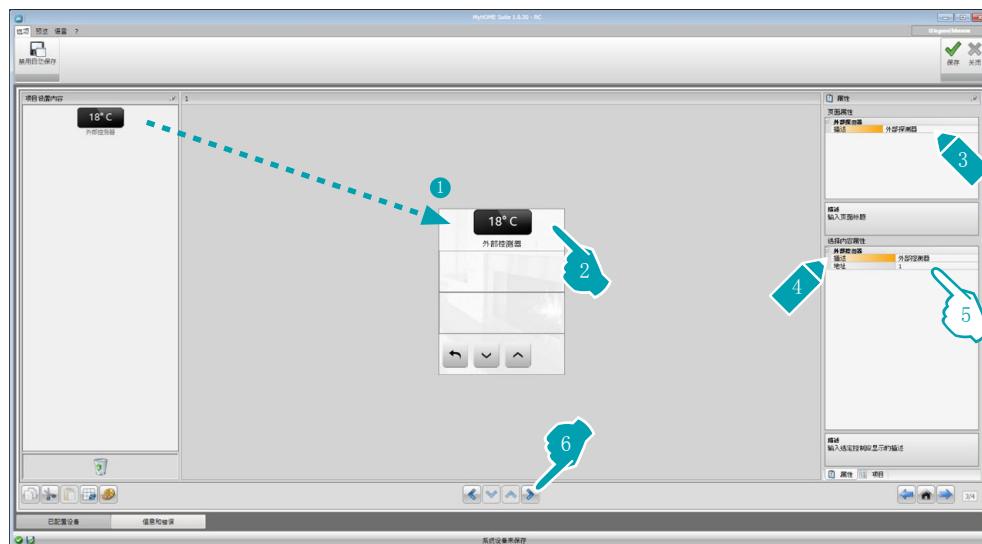 MyHOME Suite 1.0.30 - RC
选项 预览 语言 ?
禁用自动保存
保存 关闭
项目设置内容
1
属性
18° C
外部控测器
页面属性
外部探测器
描述 外部探测器
3
描述
输入页面标题
1
18° C
外部控测器
2
选择内容属性
外部控测器
描述 外部控测器
地址 1
4
5
描述
输入选定控制段显示的描述
6
属性 项目
3/4
已配置设备 信息和错误
系统设备未保存